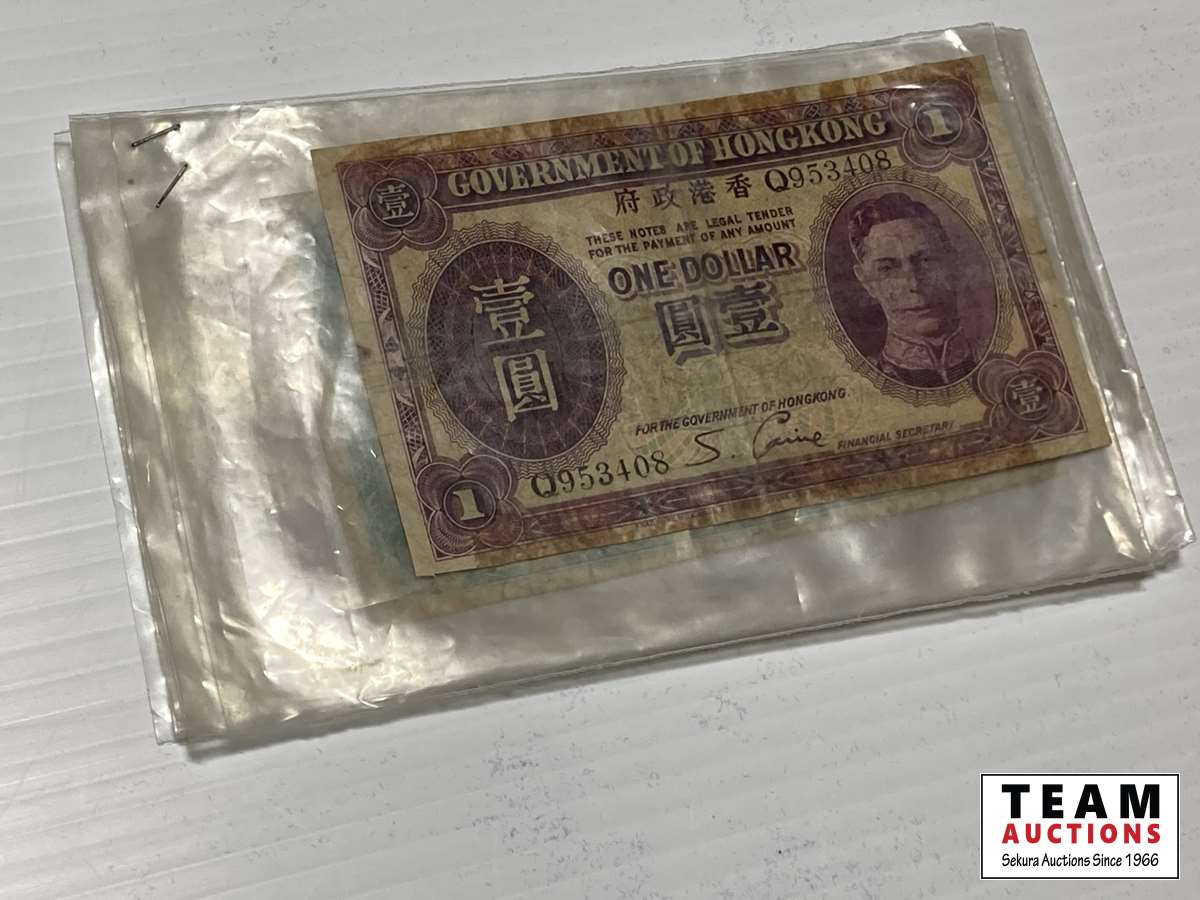 GOVERNMENT OF HONGKONG
1
壹
府政港香 Q953408
THESE NOTES ARE LEGAL TENDER
FOR THE PAYMENT OF ANY AMOUNT
ONE DOLLAR
圓壹
壹
圓
FOR THE GOVERNMENT OF HONGKONG.
S. Caine FINANCIAL SECRETARY
壹
Q953408
1
TEAM
AUCTIONS
Sekura Auctions Since 1966